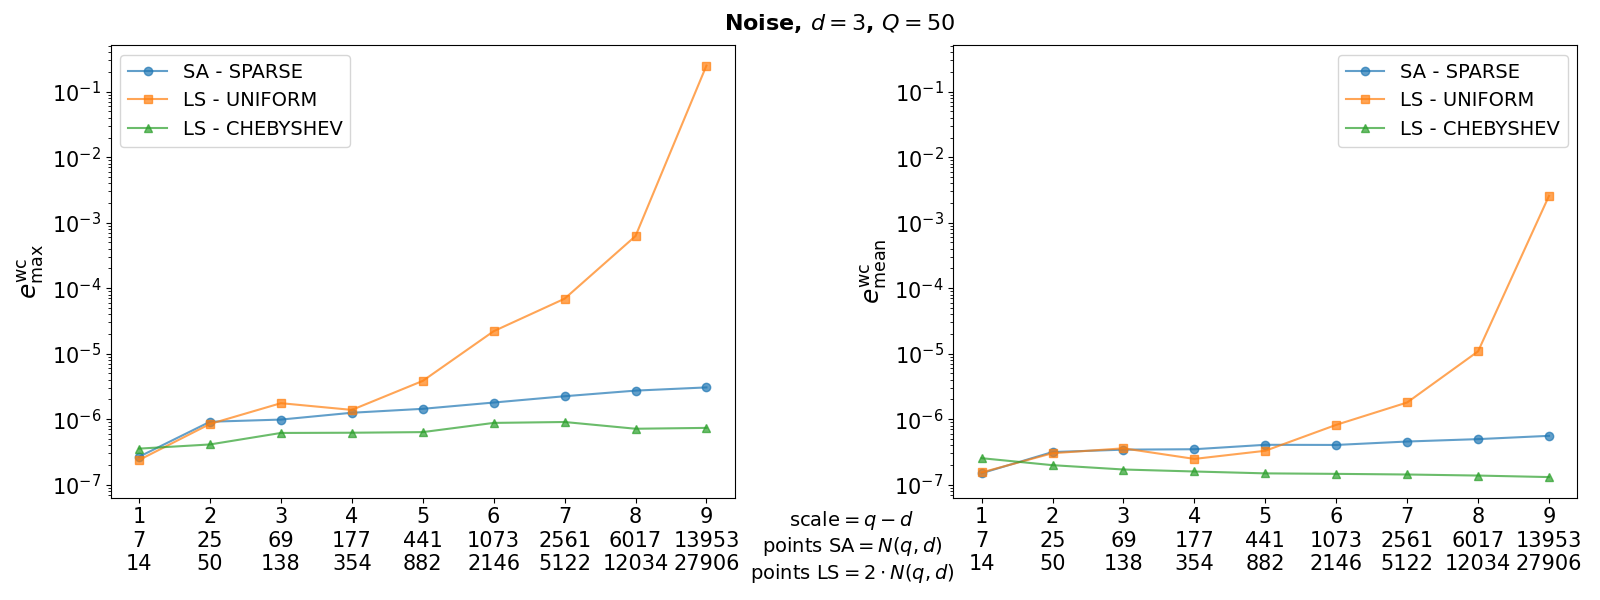 Noise, d = 3, Q = 50
SA - SPARSE
LS - UNIFORM
LS - CHEBYSHEV
10⁻¹
10⁻²
10⁻³
10⁻⁴
10⁻⁵
10⁻⁶
10⁻⁷
e^wc_max
1 2 3 4 5 6 7 8 9
7 25 69 177 441 1073 2561 6017 13953
14 50 138 354 882 2146 5122 12034 27906
scale = q − d
points SA = N(q, d)
points LS = 2 · N(q, d)
SA - SPARSE
LS - UNIFORM
LS - CHEBYSHEV
10⁻¹
10⁻²
10⁻³
10⁻⁴
10⁻⁵
10⁻⁶
10⁻⁷
e^wc_mean
1 2 3 4 5 6 7 8 9
7 25 69 177 441 1073 2561 6017 13953
14 50 138 354 882 2146 5122 12034 27906